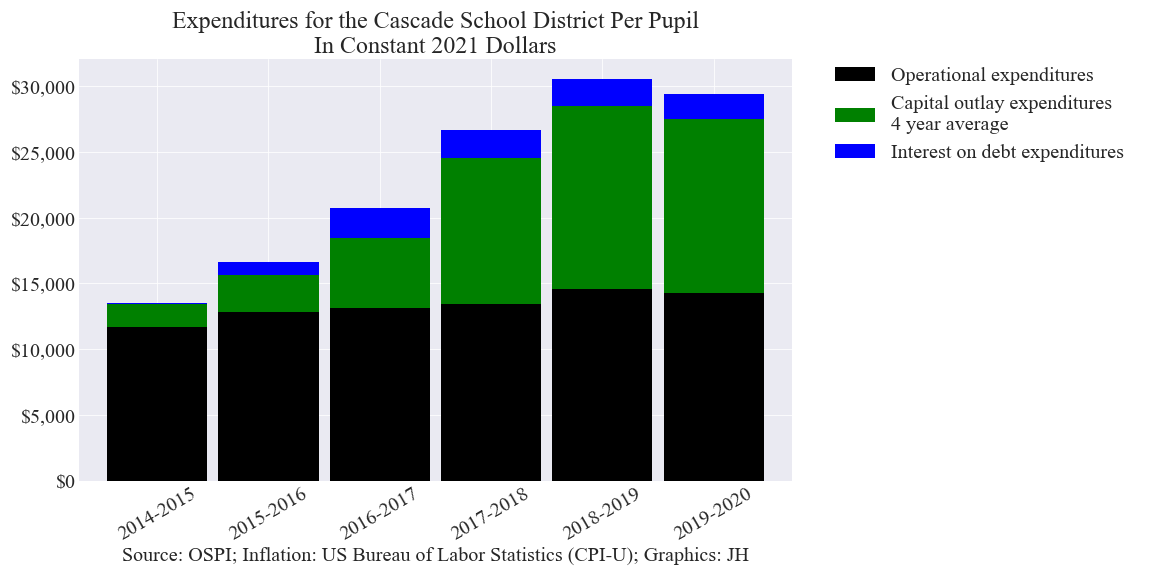 Expenditures for the Cascade School District Per Pupil
In Constant 2021 Dollars
$30,000
$25,000
$20,000
$15,000
$10,000
$5,000
$0
Operational expenditures
Capital outlay expenditures
4 year average
Interest on debt expenditures
2014-2015
2015-2016
2016-2017
2017-2018
2018-2019
2019-2020
Source: OSPI; Inflation: US Bureau of Labor Statistics (CPI-U); Graphics: JH